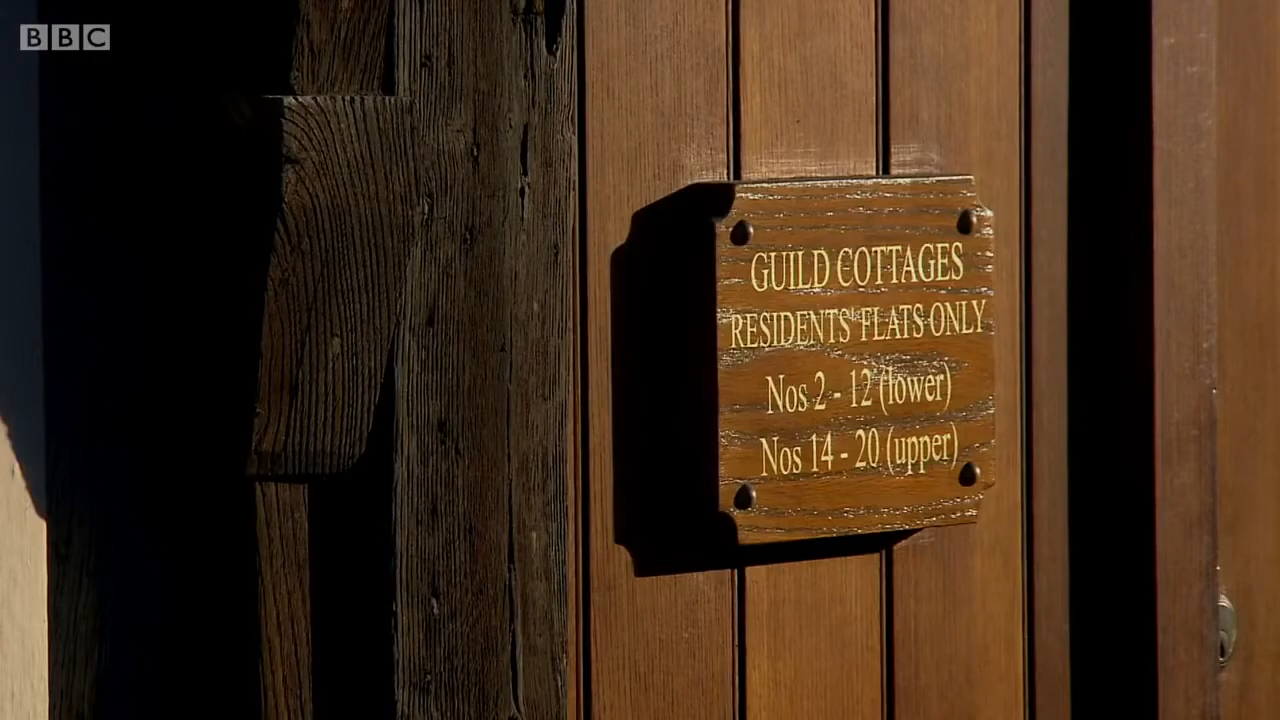 BBC
GUILD COTTAGES
RESIDENTS' FLATS ONLY
Nos 2 - 12 (lower)
Nos 14 - 20 (upper)